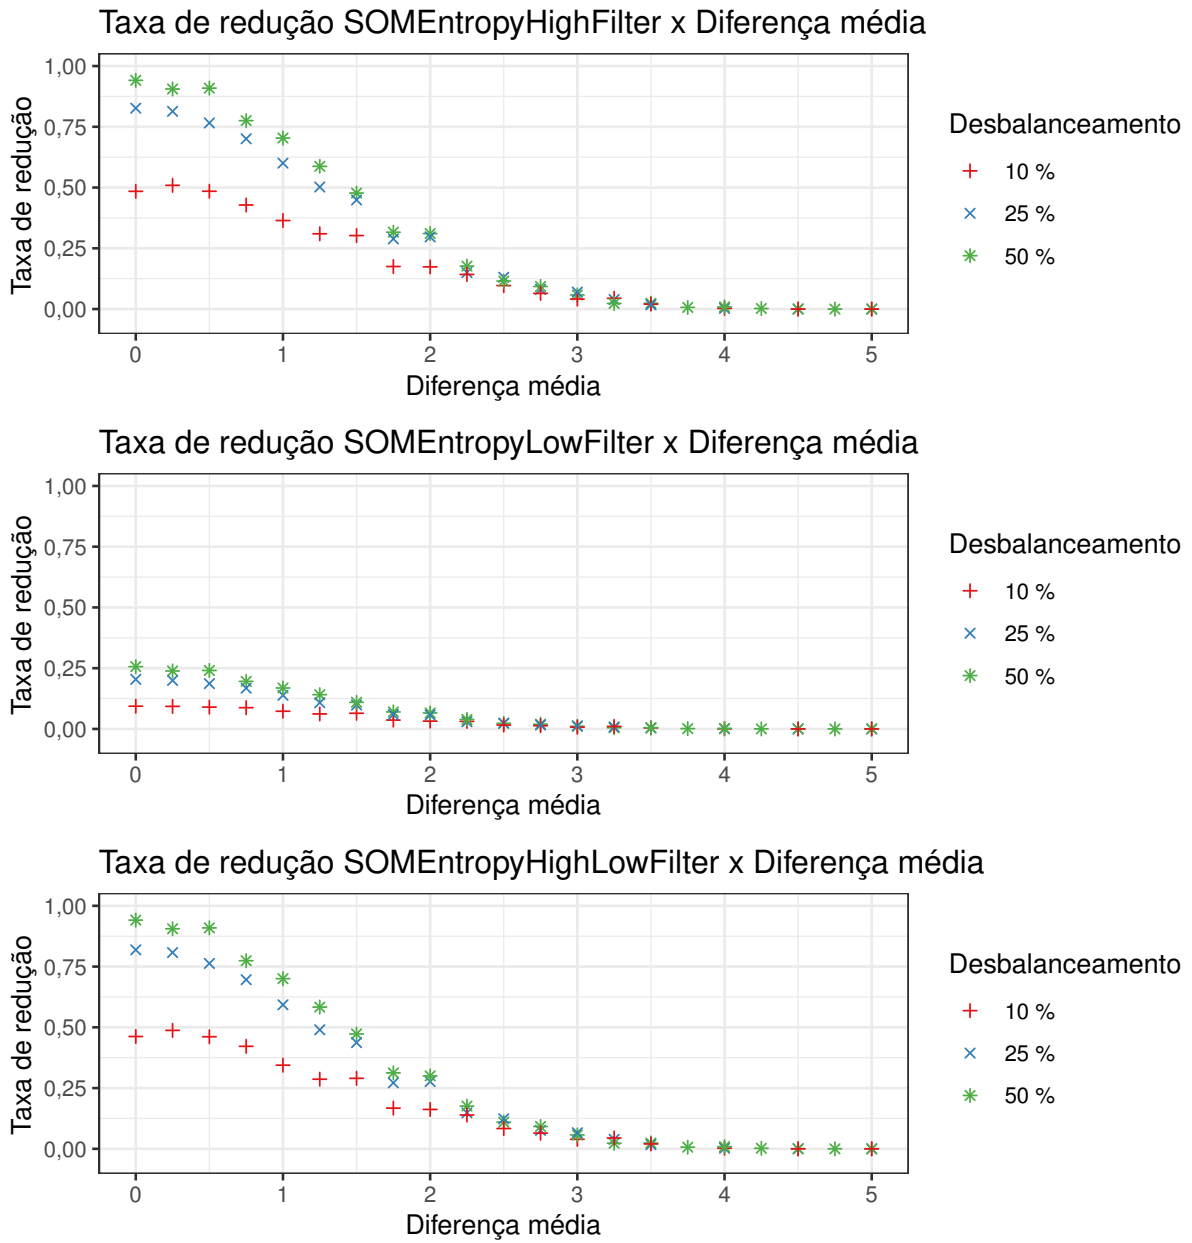 Taxa de redução SOMEntropyHighFilter x Diferença média
Taxa de redução
1,00
0,75
0,50
0,25
0,00
0 1 2 3 4 5
Diferença média
Desbalanceamento
10 %
25 %
50 %
Taxa de redução SOMEntropyLowFilter x Diferença média
Taxa de redução
1,00
0,75
0,50
0,25
0,00
0 1 2 3 4 5
Diferença média
Desbalanceamento
10 %
25 %
50 %
Taxa de redução SOMEntropyHighLowFilter x Diferença média
Taxa de redução
1,00
0,75
0,50
0,25
0,00
0 1 2 3 4 5
Diferença média
Desbalanceamento
10 %
25 %
50 %